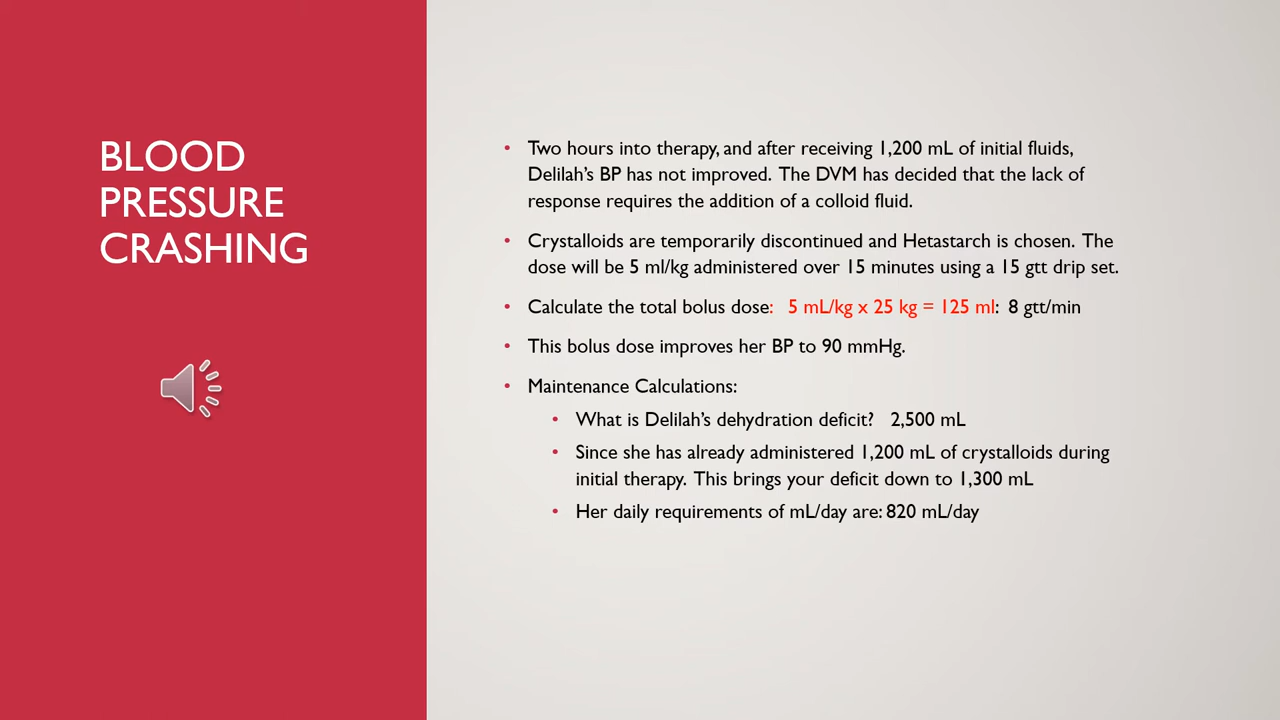 BLOOD
PRESSURE
CRASHING
• Two hours into therapy, and after receiving 1,200 mL of initial fluids,
Delilah's BP has not improved. The DVM has decided that the lack of
response requires the addition of a colloid fluid.
• Crystalloids are temporarily discontinued and Hetastarch is chosen. The
dose will be 5 ml/kg administered over 15 minutes using a 15 gtt drip set.
• Calculate the total bolus dose: 5 mL/kg x 25 kg = 125 ml: 8 gtt/min
• This bolus dose improves her BP to 90 mmHg.
• Maintenance Calculations:
• What is Delilah's dehydration deficit? 2,500 mL
• Since she has already administered 1,200 mL of crystalloids during
initial therapy. This brings your deficit down to 1,300 mL
• Her daily requirements of mL/day are: 820 mL/day